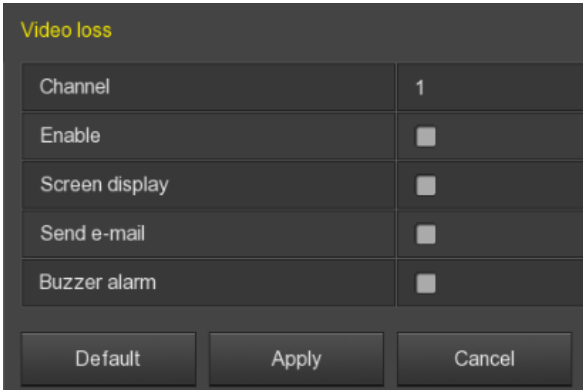 Video loss
Channel 1
Enable
Screen display
Send e-mail
Buzzer alarm
Default Apply Cancel